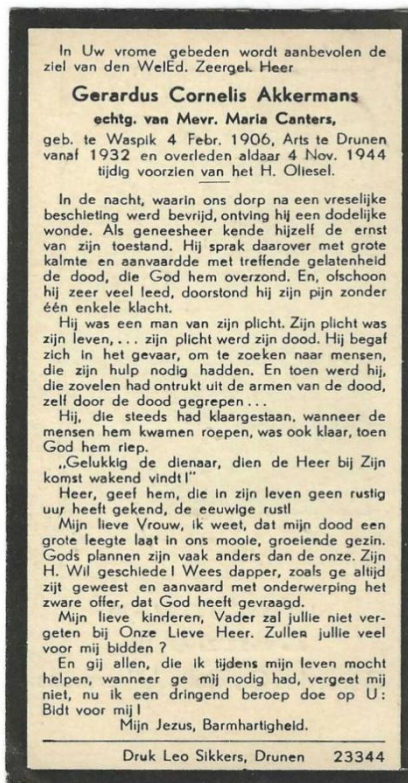 In Uw vrome gebeden wordt aanbevolen de
ziel van den WelEd. Zeergel. Heer
Gerardus Cornelis Akkermans
echtg. van Mevr. Maria Canters,
geb. te Waspik 4 Febr. 1906, Arts te Drunen
vanaf 1932 en overleden aldaar 4 Nov. 1944
tijdig voorzien van het H. Oliesel.
In de nacht, waarin ons dorp na een vreselijke
beschieting werd bevrijd, ontving hij een dodelijke
wonde. Als geneesheer kende hijzelf de ernst
van zijn toestand. Hij sprak daarover met grote
kalmte en aanvaardde met treffende gelatenheid
de dood, die God hem overzond. En, ofschoon
hij zeer veel leed, doorstond hij zijn pijn zonder
één enkele klacht.
Hij was een man van zijn plicht. Zijn plicht was
zijn leven,... zijn plicht werd zijn dood. Hij begaf
zich in het gevaar, om te zoeken naar mensen,
die zijn hulp nodig hadden. En toen werd hij,
die zovelen had ontrukt uit de armen van de dood,
zelf door de dood gegrepen...
Hij, die steeds had klaargestaan, wanneer de
mensen hem kwamen roepen, was ook klaar, toen
God hem riep.
„Gelukkig de dienaar, dien de Heer bij Zijn
komst wakend vindt!"
Heer, geef hem, die in zijn leven geen rustig
uur heeft gekend, de eeuwige rust!
Mijn lieve Vrouw, ik weet, dat mijn dood een
grote leegte laat in ons mooie, groeiende gezin.
Gods plannen zijn vaak anders dan de onze. Zijn
H. Wil geschiede! Wees dapper, zoals ge altijd
zijt geweest en aanvaard met onderwerping het
zware offer, dat God heeft gevraagd.
Mijn lieve kinderen, Vader zal jullie niet ver-
geten bij Onze Lieve Heer. Zullen jullie veel
voor mij bidden?
En gij allen, die ik tijdens mijn leven mocht
helpen, wanneer ge mij nodig had, vergeet mij
niet, nu ik een dringend beroep doe op U:
Bidt voor mij!
Mijn Jezus, Barmhartigheid.
Druk Leo Sikkers, Drunen 23344